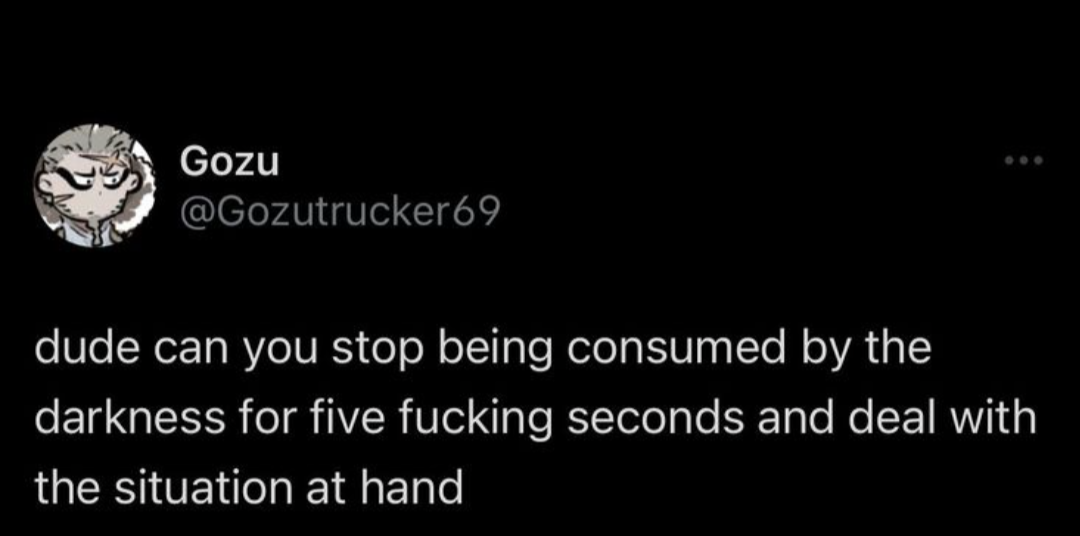 Gozu
@Gozutrucker69
dude can you stop being consumed by the
darkness for five fucking seconds and deal with
the situation at hand